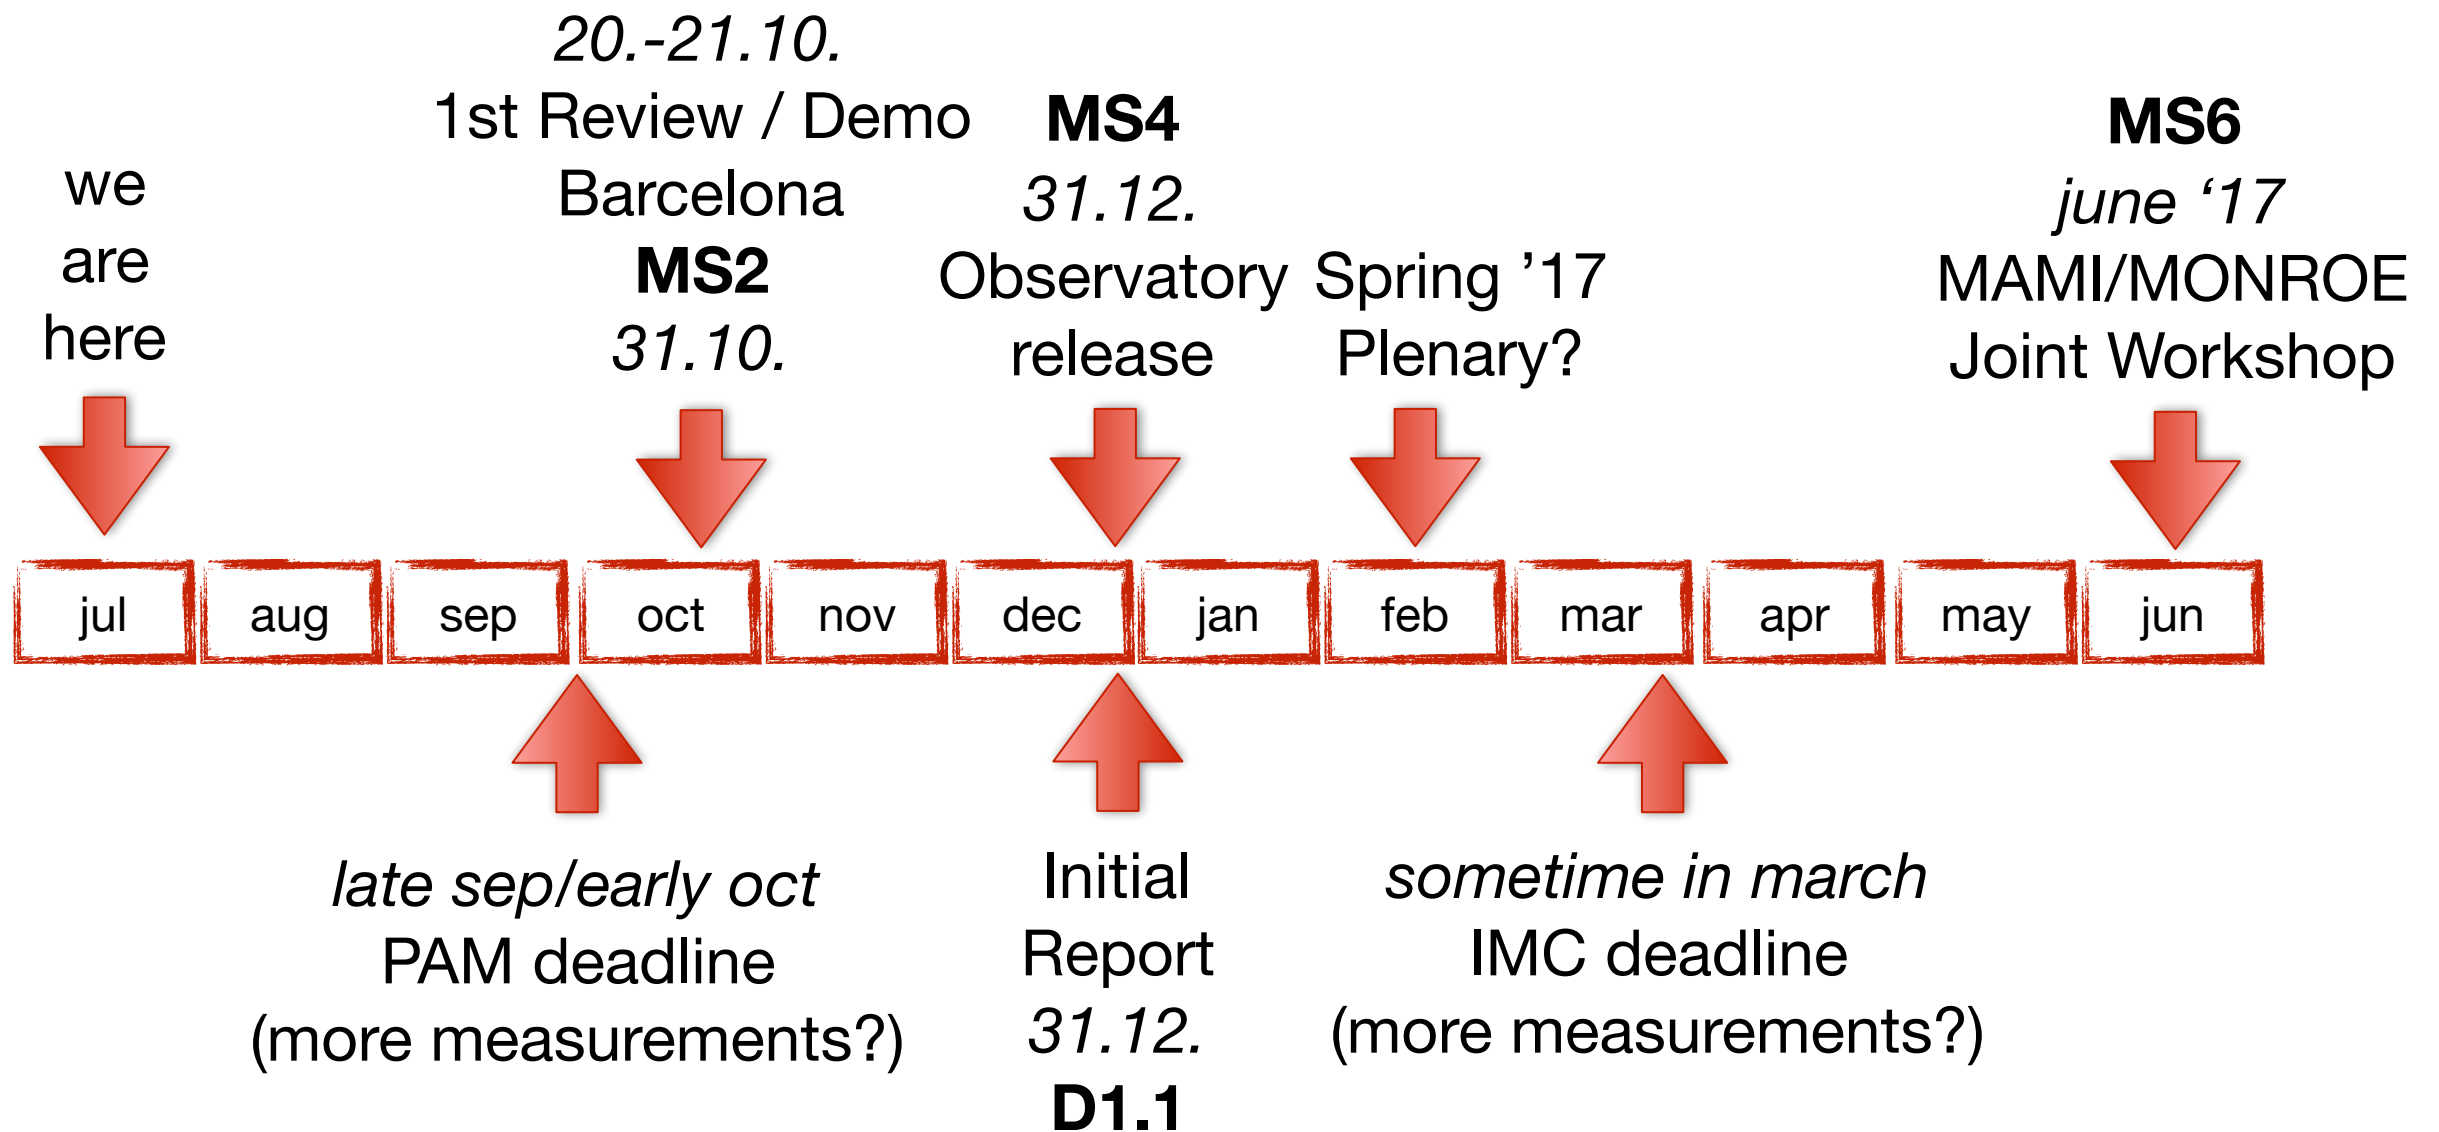 we
are
here
20.-21.10.
1st Review / Demo
Barcelona
MS2
31.10.
MS4
31.12.
Observatory
release
Spring ’17
Plenary?
MS6
june ‘17
MAMI/MONROE
Joint Workshop
jul aug sep oct nov dec jan feb mar apr may jun
late sep/early oct
PAM deadline
(more measurements?)
Initial
Report
31.12.
D1.1
sometime in march
IMC deadline
(more measurements?)